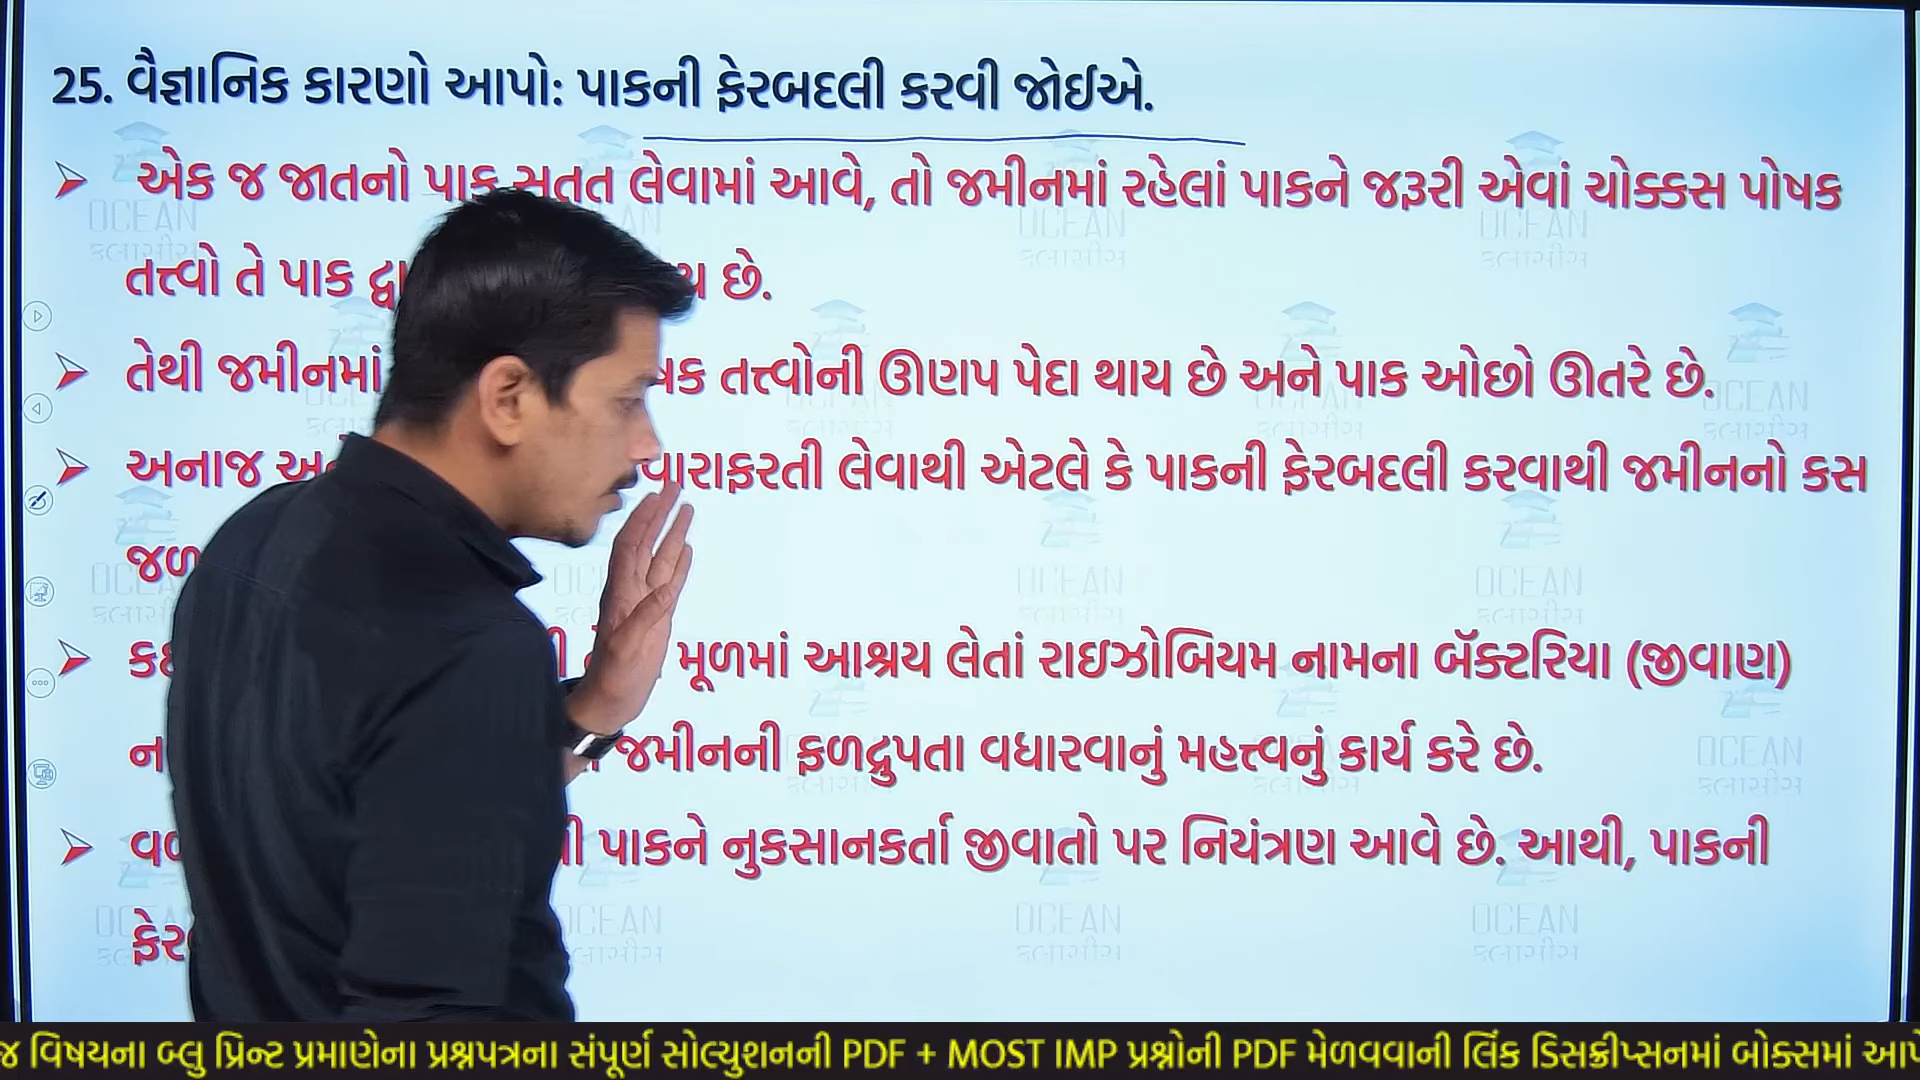 25. વૈજ્ઞાનિક કારણો આપો: પાકની ફેરબદલી કરવી જોઈએ.
એક જ જાતનો પાક સતત લેવામાં આવે, તો જમીનમાં રહેલાં પાકને જરૂરી એવાં ચોક્કસ પોષક
તત્ત્વો તે પાક છે.
તેથી જમીનમાં તત્ત્વોની ઊણપ પેદા થાય છે અને પાક ઓછો ઊતરે છે.
અનાજ વારાફરતી લેવાથી એટલે કે પાકની ફેરબદલી કરવાથી જમીનનો કસ
મૂળમાં આશ્રય લેતાં રાઇઝોબિયમ નામના બૅક્ટરિયા (જીવાણ)
જમીનની ફળદ્રુપતા વધારવાનું મહત્ત્વનું કાર્ય કરે છે.
પાકને નુકસાનકર્તા જીવાતો પર નિયંત્રણ આવે છે. આથી, પાકની
OCEAN
ક્લાસીસ
જ વિષયના બ્લુ પ્રિન્ટ પ્રમાણેના પ્રશ્નપત્રના સંપૂર્ણ સોલ્યુશનની PDF + MOST IMP પ્રશ્નોની PDF મેળવવાની લિંક ડિસક્રીપ્સનમાં બોક્સમાં